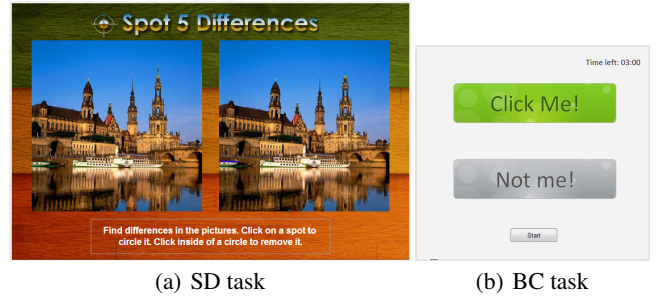 Spot 5 Differences
Find differences in the pictures. Click on a spot to
circle it. Click inside of a circle to remove it.
Time left: 03:00
Click Me!
Not me!
Start
(a) SD task
(b) BC task